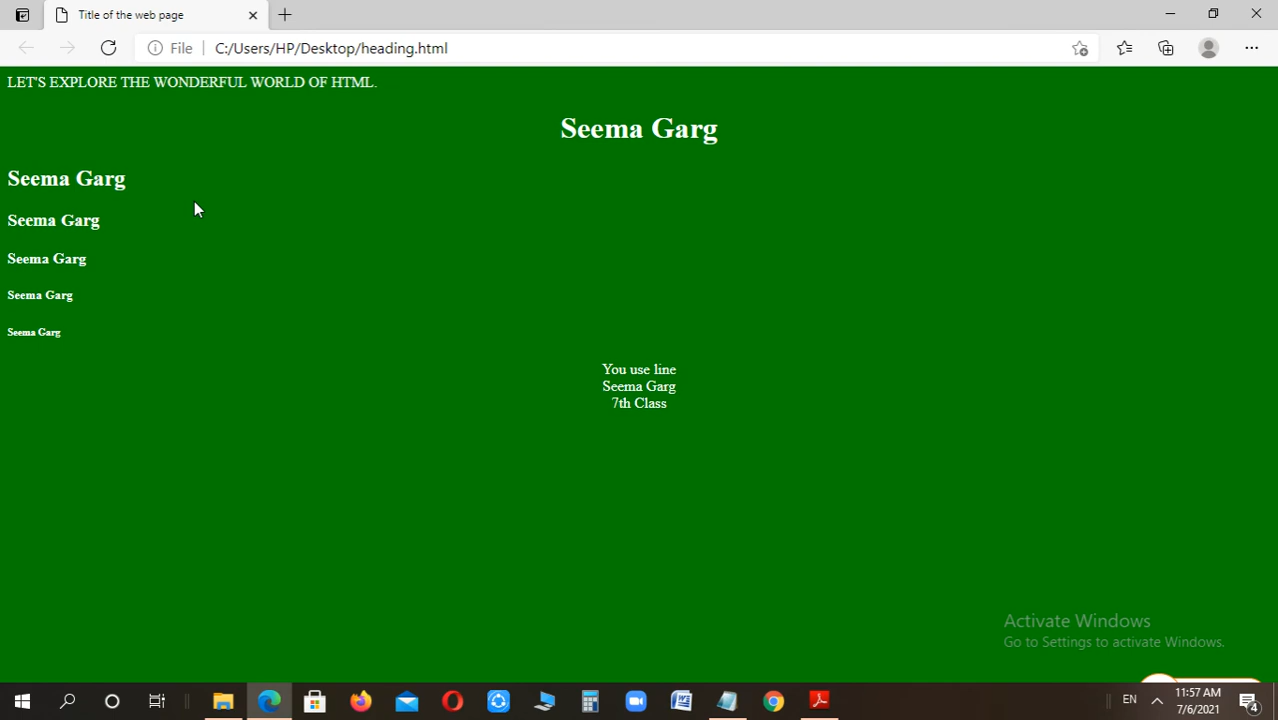 Title of the web page
File
C:/Users/HP/Desktop/heading.html
LET'S EXPLORE THE WONDERFUL WORLD OF HTML.
Seema Garg
Seema Garg
Seema Garg
Seema Garg
Seema Garg
Seema Garg
You use line
Seema Garg
7th Class
Activate Windows
Go to Settings to activate Windows.
EN
11:57 AM
7/6/2021
4